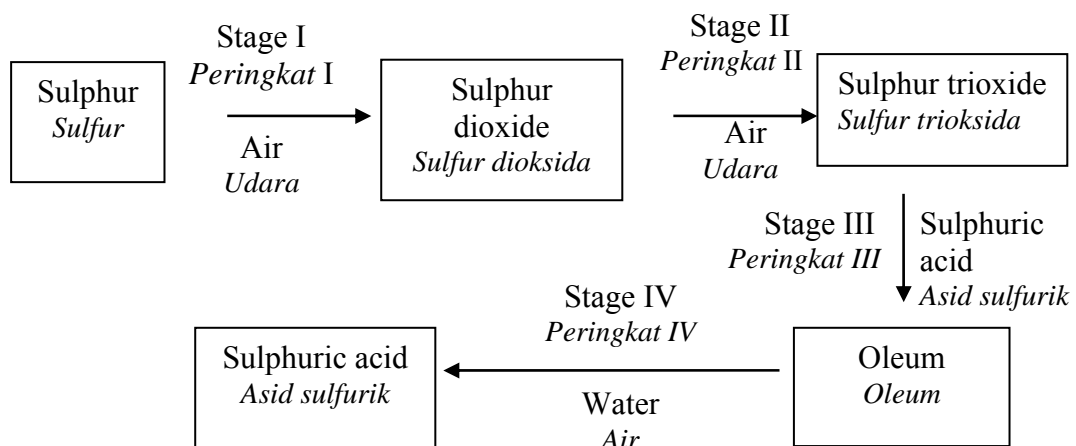 Stage I
Peringkat I
Stage II
Peringkat II
Sulphur
Sulfur
Air
Udara
Sulphur
dioxide
Sulfur dioksida
Air
Udara
Sulphur trioxide
Sulfur trioksida
Stage III
Peringkat III
Sulphuric
acid
Asid sulfurik
Stage IV
Peringkat IV
Sulphuric acid
Asid sulfurik
Water
Air
Oleum
Oleum